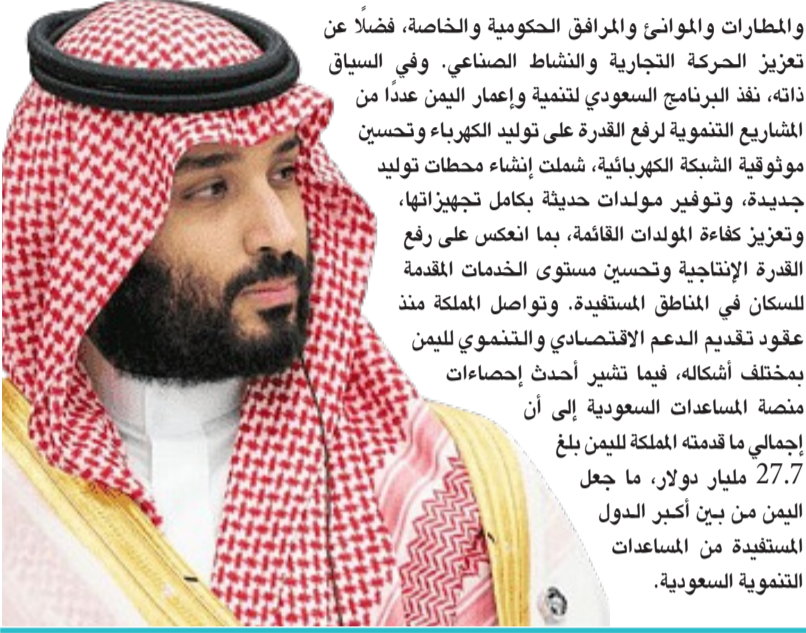 والمطارات والموانئ والمرافق الحكومية والخاصة، فضلًا عن
تعزيز الحركة التجارية والنشاط الصناعي. وفي السياق
ذاته، نفذ البرنامج السعودي لتنمية وإعمار اليمن عددًا من
المشاريع التنموية لرفع القدرة على توليد الكهرباء وتحسين
موثوقية الشبكة الكهربائية، شملت إنشاء محطات توليد
جديدة، وتوفير مولدات حديثة بكامل تجهيزاتها،
وتعزيز كفاءة المولدات القائمة، بما انعكس على رفع
القدرة الإنتاجية وتحسين مستوى الخدمات المقدمة
للسكان في المناطق المستفيدة. وتواصل المملكة منذ
عقود تقديم الدعم الاقتصادي والتنموي لليمن
بمختلف أشكاله، فيما تشير أحدث إحصاءات
منصة المساعدات السعودية إلى أن
إجمالي ما قدمته المملكة لليمن بلغ
27.7 مليار دولار، ما جعل
اليمن من بين أكبر الدول
المستفيدة من المساعدات
التنموية السعودية.